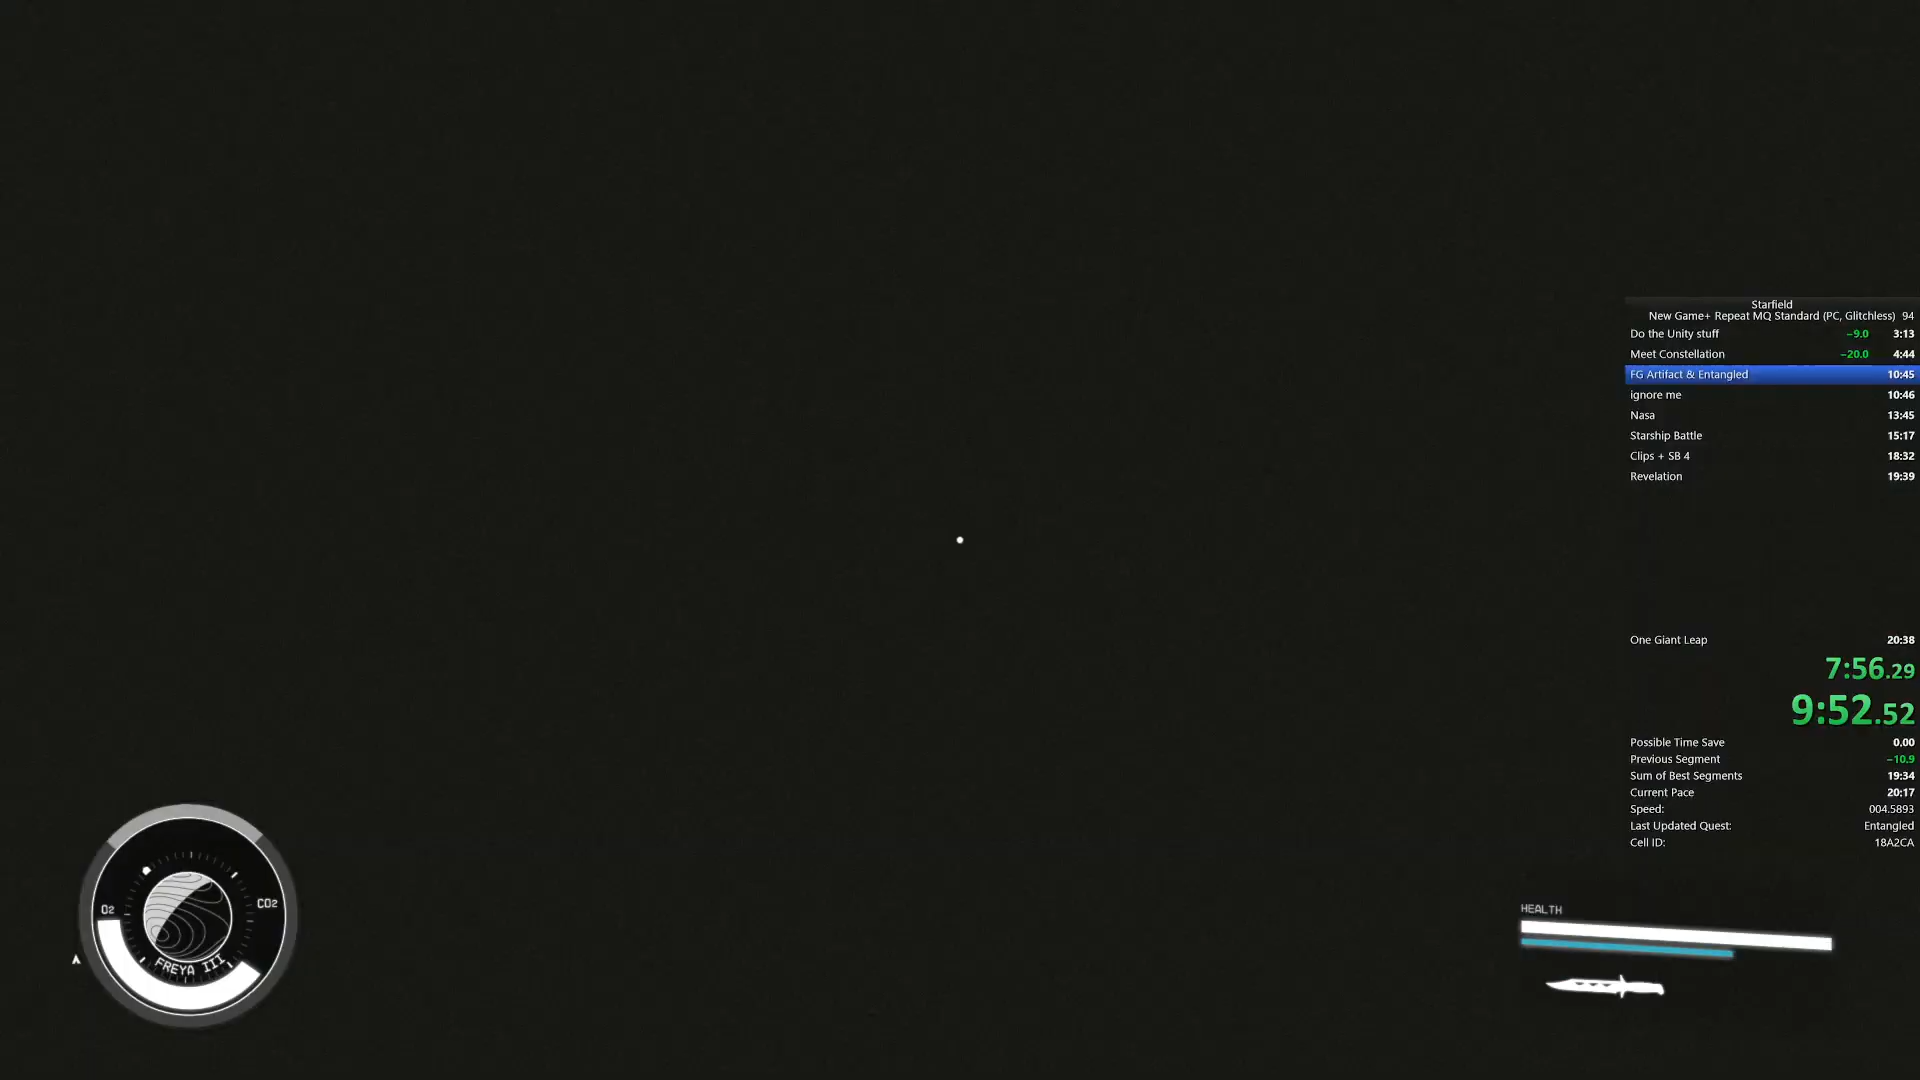 Starfield
New Game+ Repeat MQ Standard (PC, Glitchless) 94
Do the Unity stuff −9.0 3:13
Meet Constellation −20.0 4:44
FG Artifact & Entangled 10:45
ignore me 10:46
Nasa 13:45
Starship Battle 15:17
Clips + SB 4 18:32
Revelation 19:39
One Giant Leap 20:38
7:56.29
9:52.52
Possible Time Save 0.00
Previous Segment −10.9
Sum of Best Segments 19:34
Current Pace 20:17
Speed: 004.5893
Last Updated Quest: Entangled
Cell ID: 18A2CA
O2 CO2
FREYA III
HEALTH